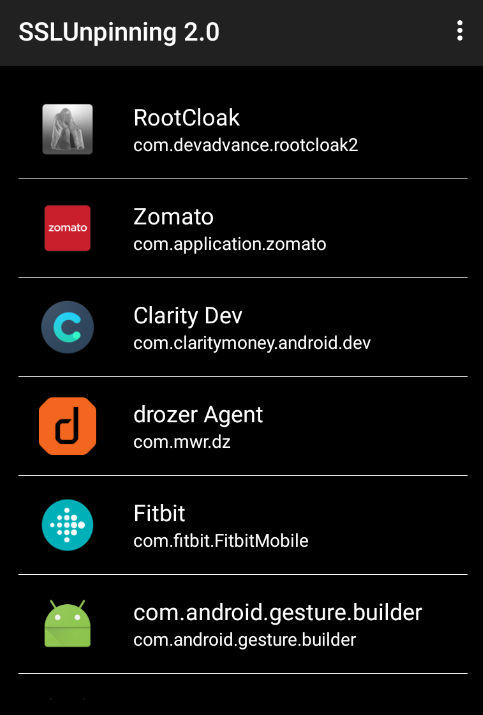 SSLUnpinning 2.0
RootCloak
com.devadvance.rootcloak2
zomato
Zomato
com.application.zomato
Clarity Dev
com.claritymoney.android.dev
drozer Agent
com.mwr.dz
Fitbit
com.fitbit.FitbitMobile
com.android.gesture.builder
com.android.gesture.builder